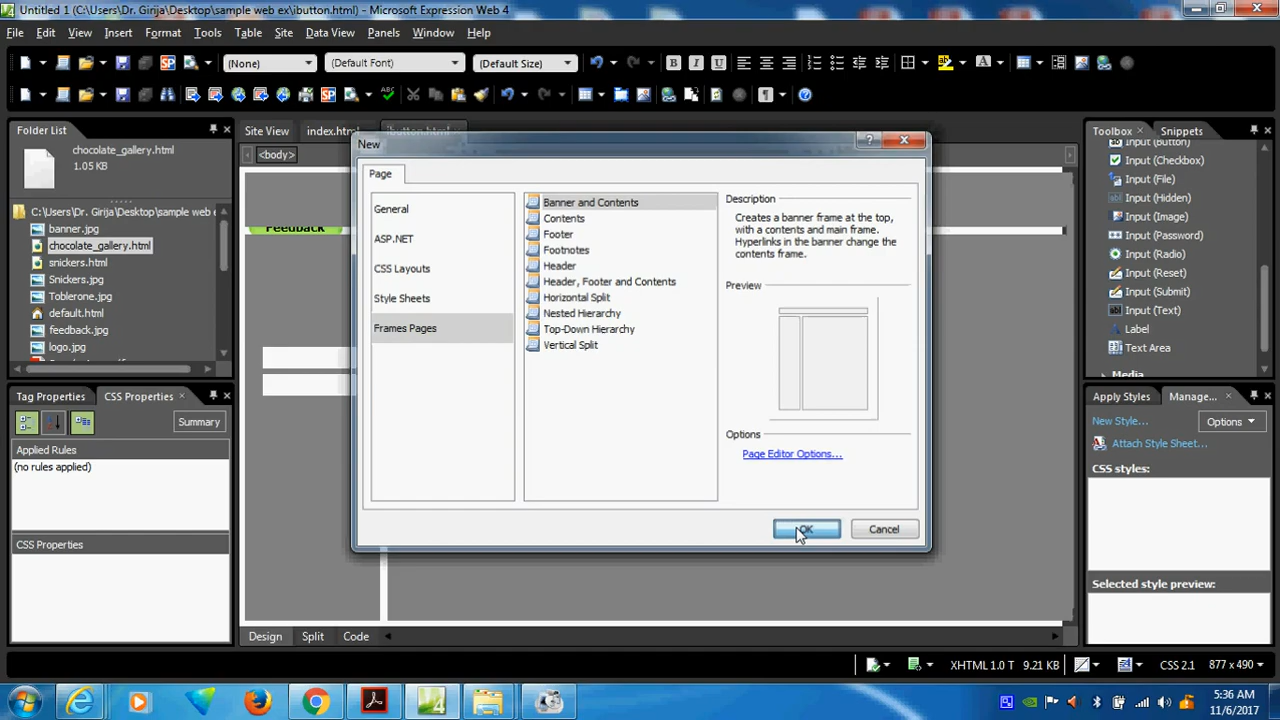 Untitled 1 (C:\Users\Dr. Girija\Desktop\sample web ex\ibutton.html) - Microsoft Expression Web 4
File Edit View Insert Format Tools Table Site Data View Panels Window Help
(None) (Default Font) (Default Size)
Folder List
chocolate_gallery.html
1.05 KB
C:\Users\Dr. Girija\Desktop\sample web e
banner.jpg
chocolate_gallery.html
snickers.html
Snickers.jpg
Toblerone.jpg
default.html
feedback.jpg
logo.jpg
Tag Properties CSS Properties
Summary
Applied Rules
(no rules applied)
CSS Properties
Site View index.html ibutton.html
<body>
Feedback
New
Page
General
ASP.NET
CSS Layouts
Style Sheets
Frames Pages
Banner and Contents
Contents
Footer
Footnotes
Header
Header, Footer and Contents
Horizontal Split
Nested Hierarchy
Top-Down Hierarchy
Vertical Split
Description
Creates a banner frame at the top,
with a contents and main frame.
Hyperlinks in the banner change the
contents frame.
Preview
Options
Page Editor Options...
OK Cancel
Design Split Code
Toolbox Snippets
Input (Button)
Input (Checkbox)
Input (File)
Input (Hidden)
Input (Image)
Input (Password)
Input (Radio)
Input (Reset)
Input (Submit)
Input (Text)
Label
Text Area
Media
Apply Styles Manage...
New Style... Options
Attach Style Sheet...
CSS styles:
Selected style preview:
XHTML 1.0 T 9.21 KB CSS 2.1 877 × 490
5:36 AM
11/6/2017